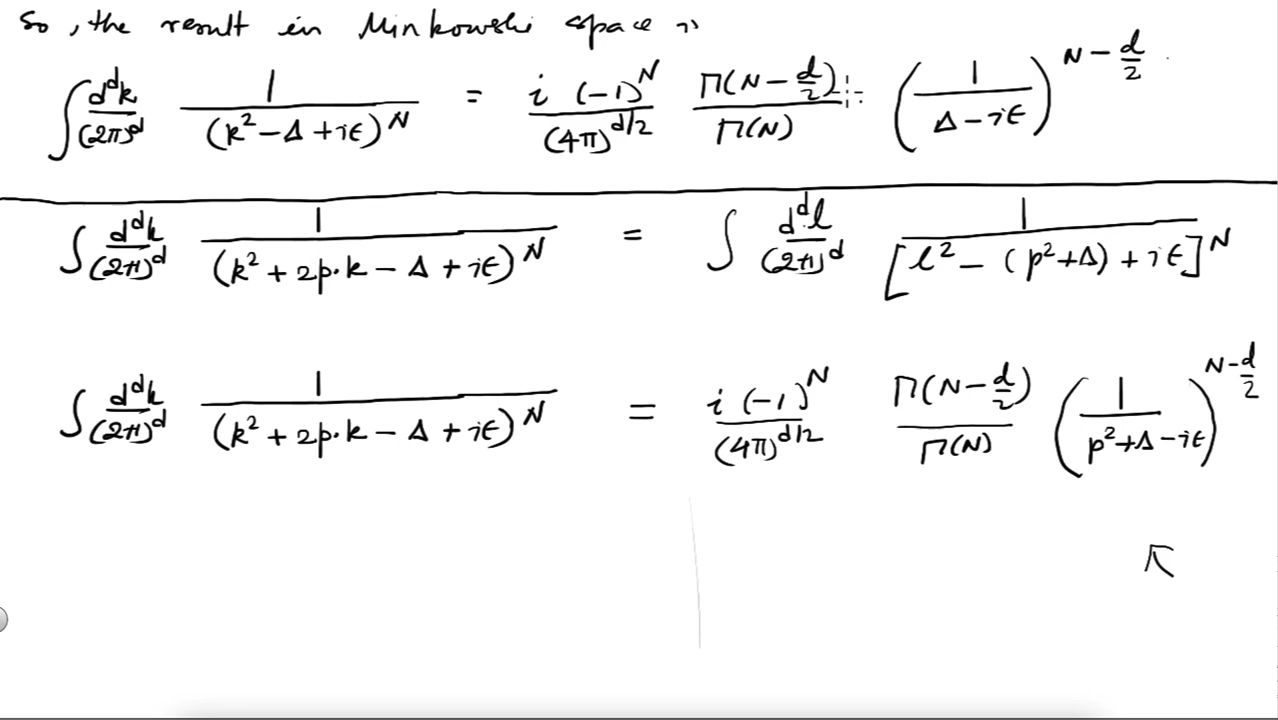 So, the result in Minkowski space is
∫ d^dk/(2π)^d 1/(k² − Δ + iϵ)^N = i (−1)^N/(4π)^{d/2} Γ(N − d/2)/Γ(N) (1/(Δ − iϵ))^{N − d/2}
∫ d^dk/(2π)^d 1/(k² + 2p·k − Δ + iϵ)^N = ∫ d^dl/(2π)^d 1/[l² − (p² + Δ) + iϵ]^N
∫ d^dk/(2π)^d 1/(k² + 2p·k − Δ + iϵ)^N = i (−1)^N/(4π)^{d/2} Γ(N − d/2)/Γ(N) (1/(p² + Δ − iϵ))^{N − d/2}